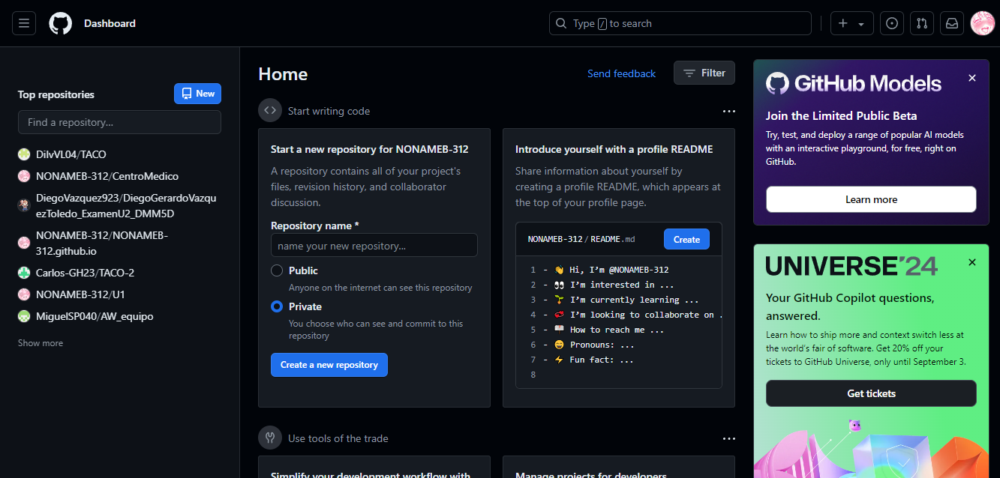 Dashboard
Type / to search
Top repositories
New
Find a repository...
DilvVL04/TACO
NONAMEB-312/CentroMedico
DiegoVazquez923/DiegoGerardoVazqu
ezToledo_ExamenU2_DMM5D
NONAMEB-312/NONAMEB-
312.github.io
Carlos-GH23/TACO-2
NONAMEB-312/U1
MiguelSP040/AW_equipo
Show more
Home
Send feedback
Filter
Start writing code
Start a new repository for NONAMEB-312
A repository contains all of your project's
files, revision history, and collaborator
discussion.
Repository name *
name your new repository...
Public
Anyone on the internet can see this repository
Private
You choose who can see and commit to this
repository
Create a new repository
Introduce yourself with a profile README
Share information about yourself by
creating a profile README, which appears at
the top of your profile page.
NONAMEB-312 / README.md
Create
1 - 👋 Hi, I’m @NONAMEB-312
2 - 👀 I’m interested in ...
3 - 🌱 I’m currently learning ...
4 - 💞️ I’m looking to collaborate on .
5 - 📫 How to reach me ...
6 - 😄 Pronouns: ...
7 - ⚡ Fun fact: ...
8
Use tools of the trade
Simplify your development workflow with
Manage projects for developers
GitHub Models
Join the Limited Public Beta
Try, test, and deploy a range of popular AI models
with an interactive playground, for free, right on
GitHub.
Learn more
UNIVERSE'24
Your GitHub Copilot questions,
answered.
Learn how to ship more and context switch less at
the world's fair of software. Get 20% off your
tickets to GitHub Universe, only until September 3.
Get tickets